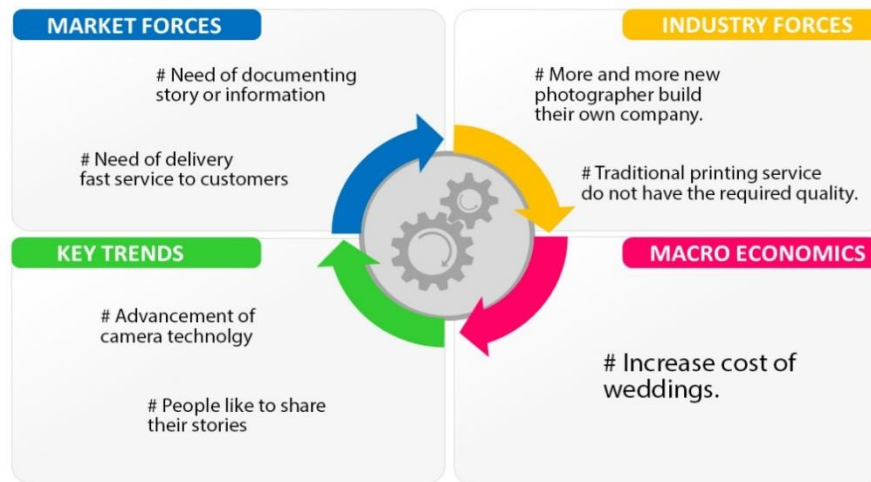 MARKET FORCES
# Need of documenting
story or information
# Need of delivery
fast service to customers
INDUSTRY FORCES
# More and more new
photographer build
their own company.
# Traditional printing service
do not have the required quality.
KEY TRENDS
# Advancement of
camera technolgy
# People like to share
their stories
MACRO ECONOMICS
# Increase cost of
weddings.